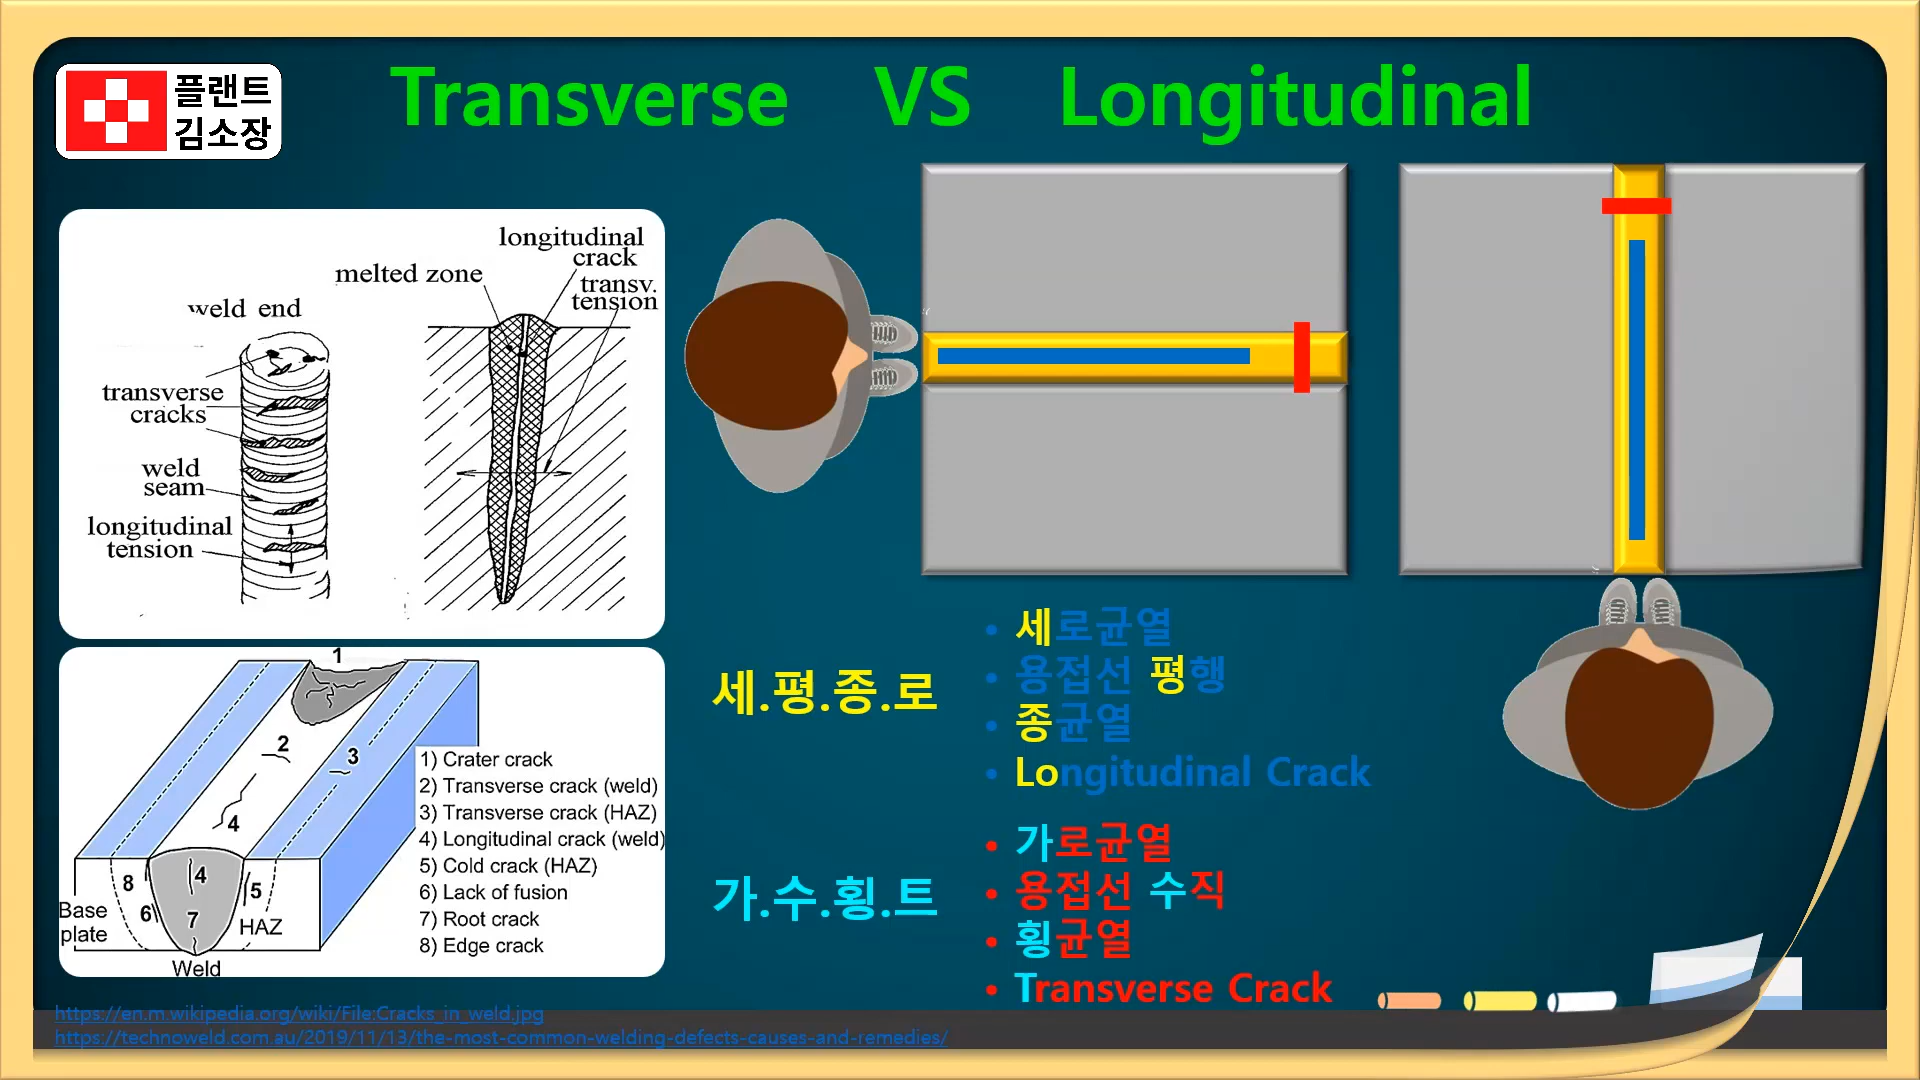 플랜트
김소장
Transverse VS Longitudinal
longitudinal
crack
melted zone
transv.
tension
weld end
transverse
cracks
weld
seam
longitudinal
tension
1
2
3
4
8
4
5
6
7
Base
plate
HAZ
Weld
1) Crater crack
2) Transverse crack (weld)
3) Transverse crack (HAZ)
4) Longitudinal crack (weld)
5) Cold crack (HAZ)
6) Lack of fusion
7) Root crack
8) Edge crack
세.평.종.로
• 세로균열
• 용접선 평행
• 종균열
• Longitudinal Crack
가.수.횡.트
• 가로균열
• 용접선 수직
• 횡균열
• Transverse Crack
https://en.m.wikipedia.org/wiki/File:Cracks_in_weld.jpg
https://technoweld.com.au/2019/11/13/the-most-common-welding-defects-causes-and-remedies/